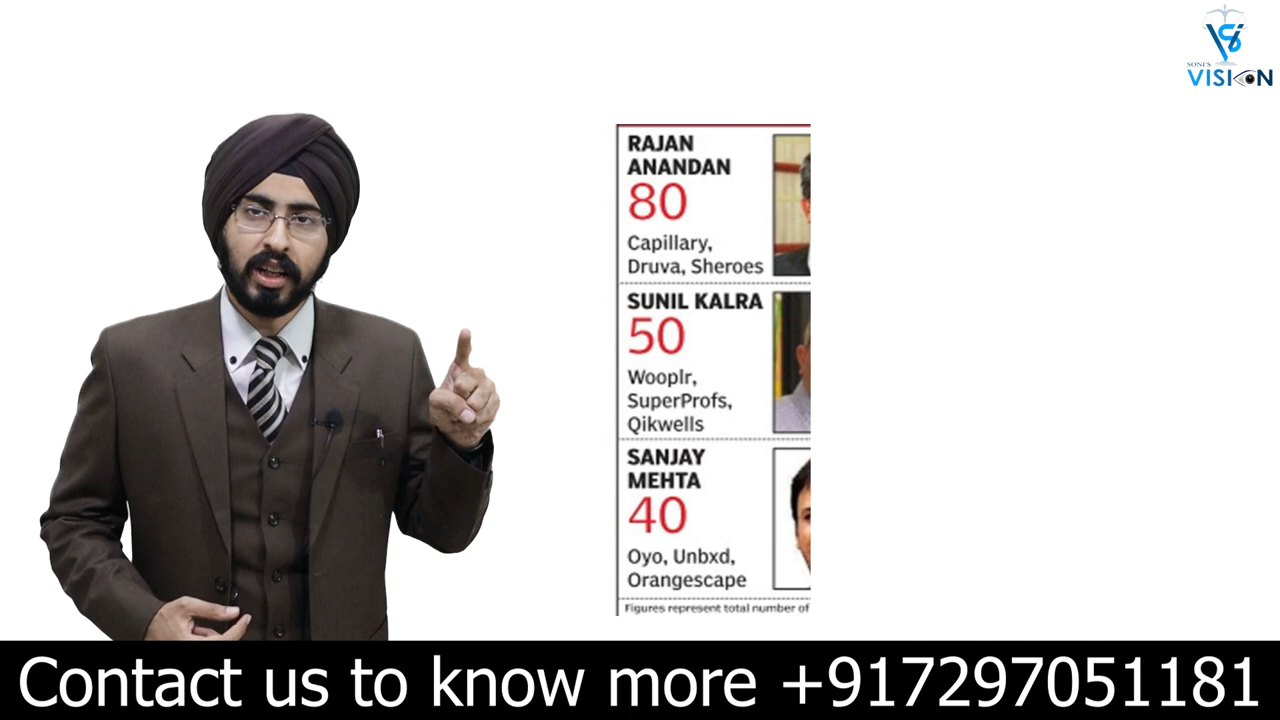 SONI'S
VISION
RAJAN
ANANDAN
80
Capillary,
Druva, Sheroes
SUNIL KALRA
50
Wooplr,
SuperProfs,
Qikwells
SANJAY
MEHTA
40
Oyo, Unbxd,
Orangescape
Figures represent total number of
Contact us to know more +917297051181